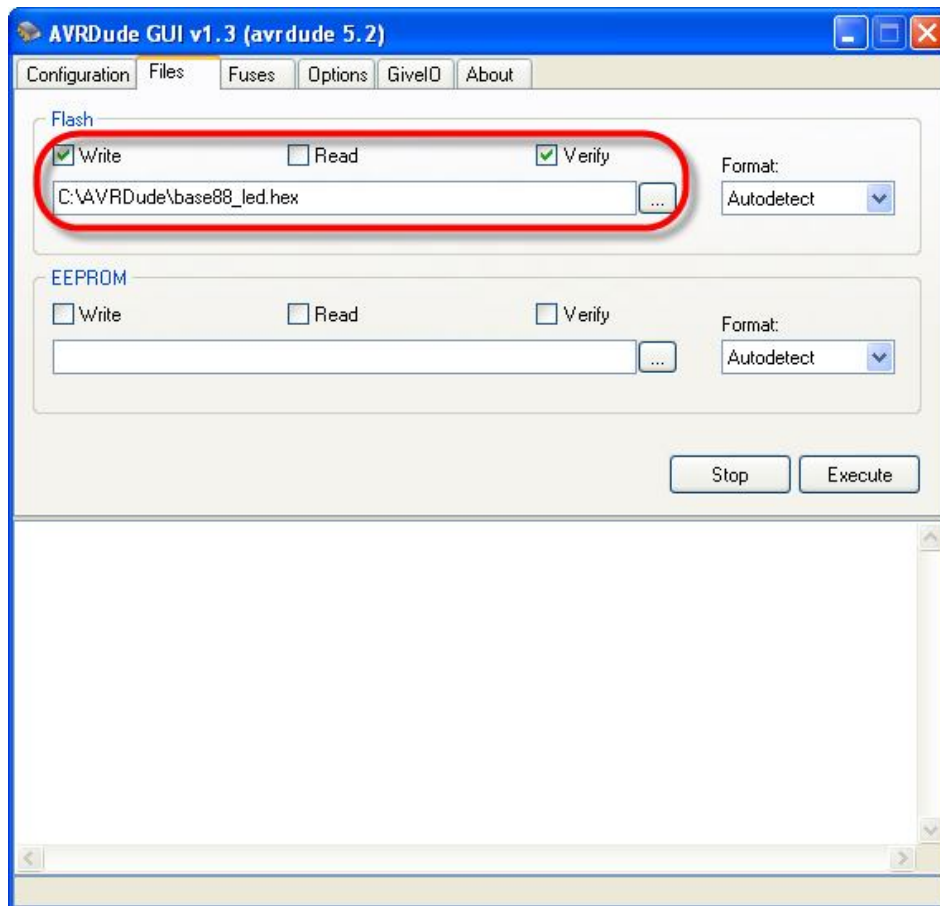 AVRDude GUI v1.3 (avrdude 5.2)
Configuration Files Fuses Options GiveIO About
Flash
Write Read Verify
Format:
C:\AVRDude\base88_led.hex ... Autodetect
EEPROM
Write Read Verify
Format:
... Autodetect
Stop Execute